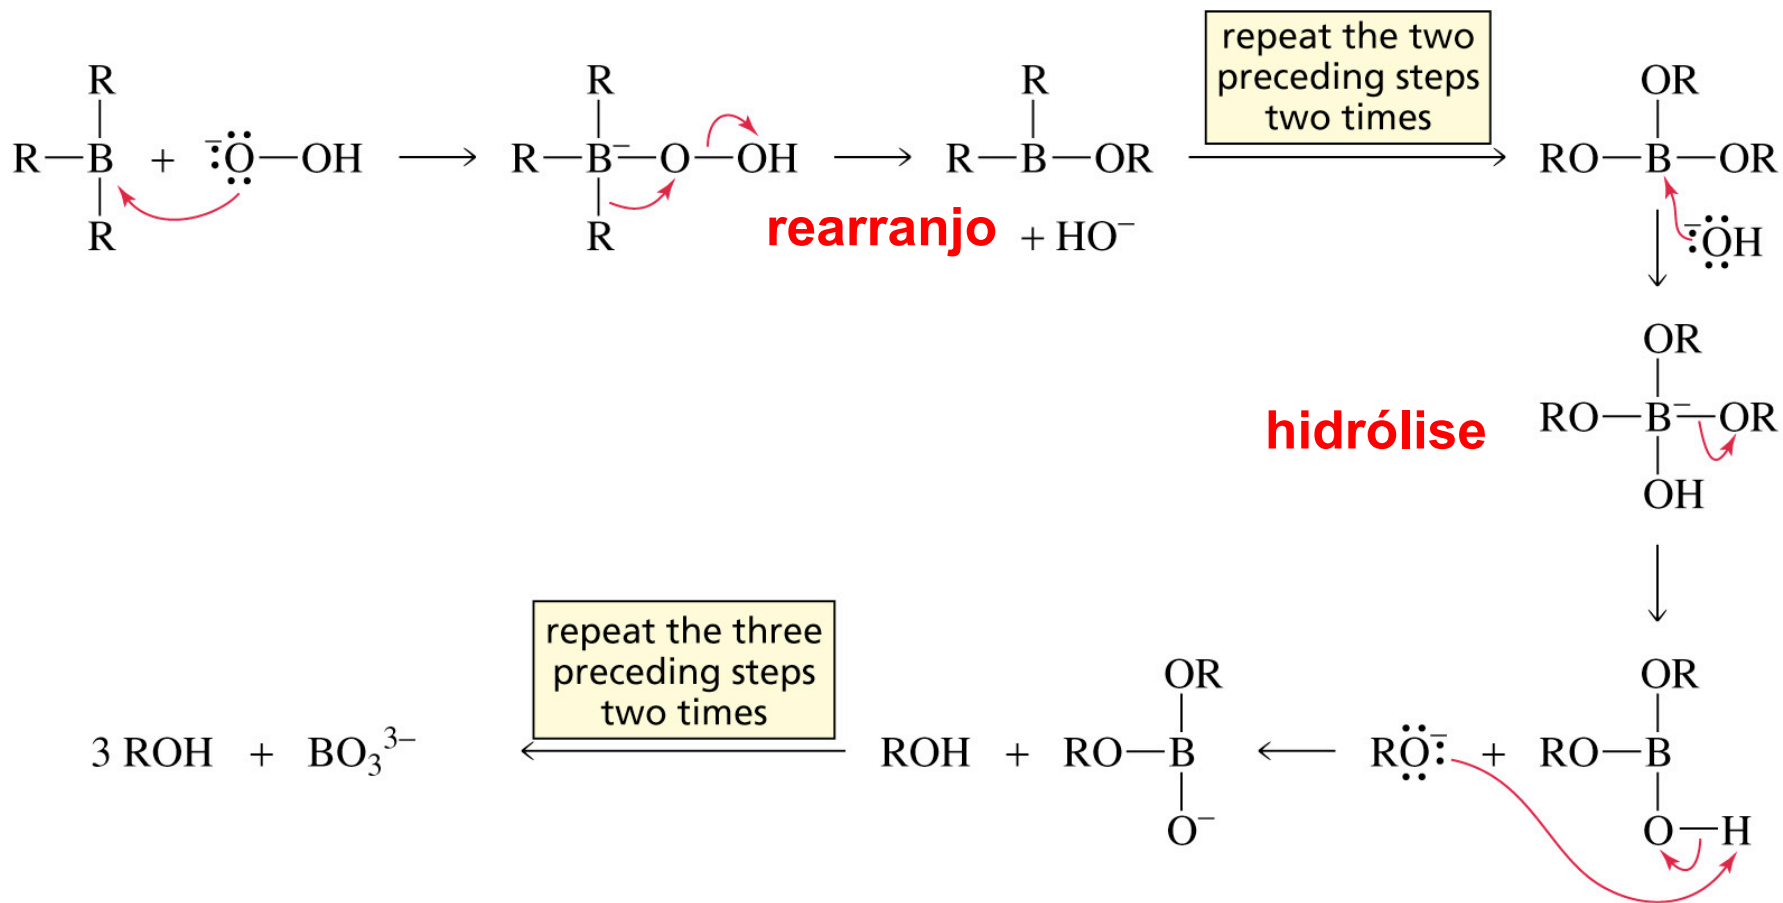 repeat the two
preceding steps
two times
R
R—B + ⁻:Ö—OH
R
R
R—B⁻—O—OH
R
R
R—B—OR
+ HO⁻
rearranjo
OR
RO—B—OR
⁻:ÖH
OR
RO—B⁻—OR
OH
hidrólise
OR
RO—B
O—H
RÖ:⁻ +
OR
ROH + RO—B
O⁻
repeat the three
preceding steps
two times
3 ROH + BO₃³⁻